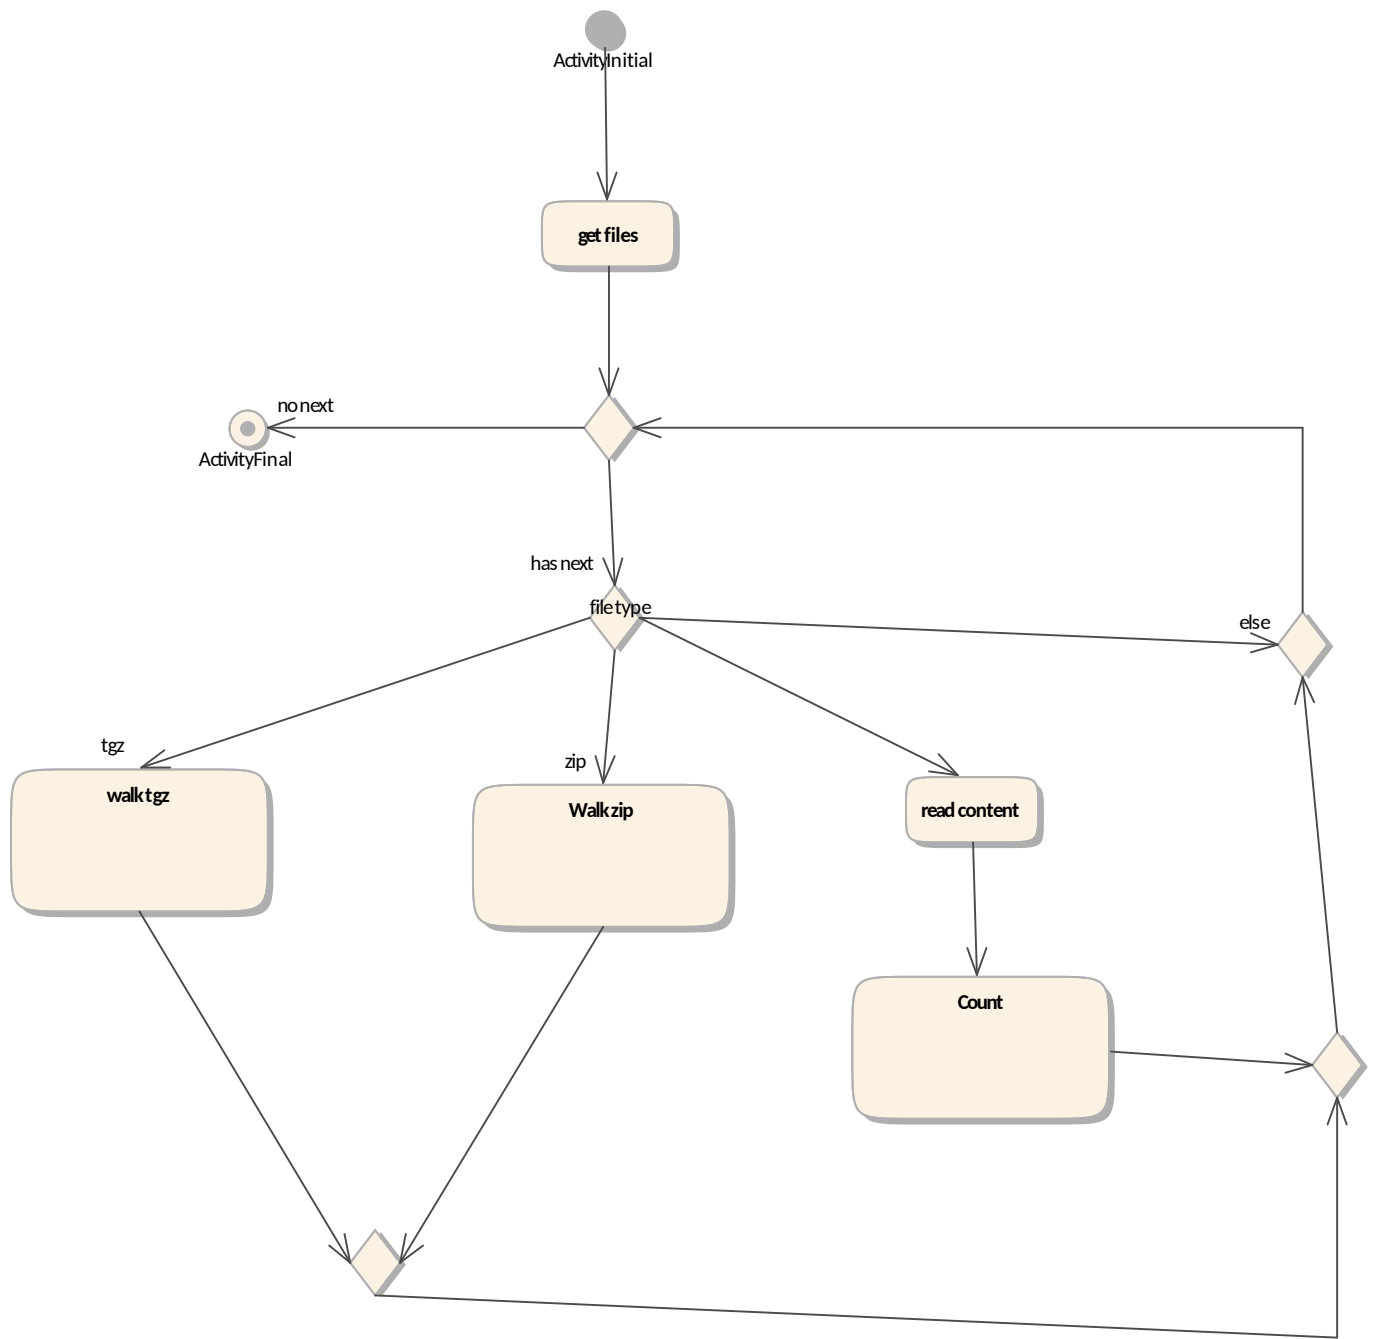 ActivityInitial
get files
no next
ActivityFinal
has next
file type
else
tgz
zip
walk tgz
Walk zip
read content
Count